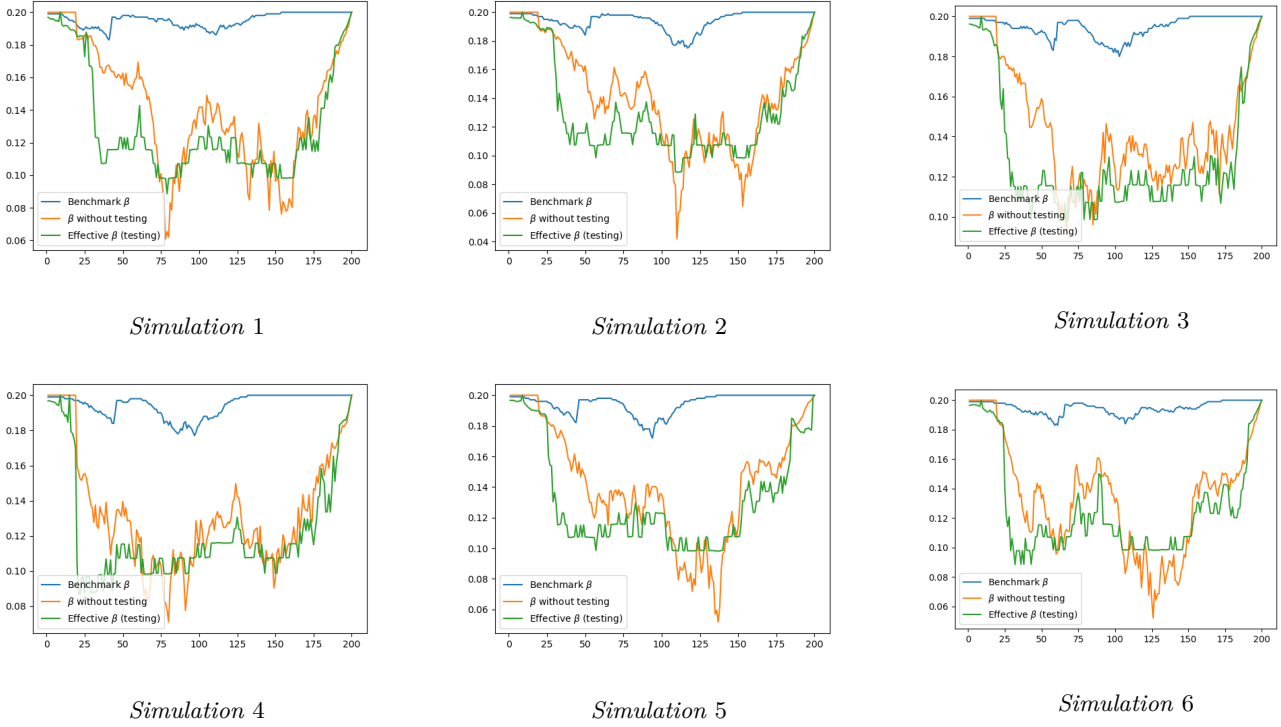 0.20
0.18
0.16
0.14
0.12
0.10
0.08
0.06
Benchmark β
β without testing
Effective β (testing)
0 25 50 75 100 125 150 175 200
Simulation 1
0.20
0.18
0.16
0.14
0.12
0.10
0.08
0.06
0.04
Benchmark β
β without testing
Effective β (testing)
0 25 50 75 100 125 150 175 200
Simulation 2
0.20
0.18
0.16
0.14
0.12
0.10
Benchmark β
β without testing
Effective β (testing)
0 25 50 75 100 125 150 175 200
Simulation 3
0.20
0.18
0.16
0.14
0.12
0.10
0.08
Benchmark β
β without testing
Effective β (testing)
0 25 50 75 100 125 150 175 200
Simulation 4
0.20
0.18
0.16
0.14
0.12
0.10
0.08
0.06
Benchmark β
β without testing
Effective β (testing)
0 25 50 75 100 125 150 175 200
Simulation 5
0.20
0.18
0.16
0.14
0.12
0.10
0.08
0.06
Benchmark β
β without testing
Effective β (testing)
0 25 50 75 100 125 150 175 200
Simulation 6